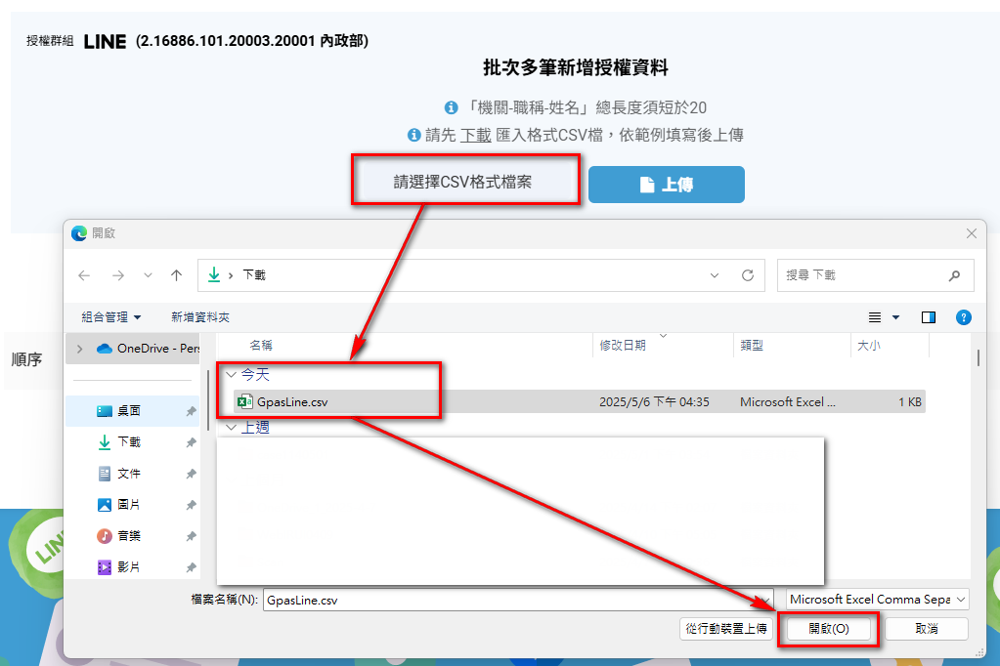 授權群組 LINE (2.16886.101.20003.20001 內政部)
批次多筆新增授權資料
「機關-職稱-姓名」總長度須短於20
請先 下載 匯入格式CSV檔，依範例填寫後上傳
請選擇CSV格式檔案
上傳
開啟
下載
搜尋 下載
組合管理
新增資料夾
順序
OneDrive - Pers
名稱
修改日期
類型
大小
今天
GpasLine.csv
2025/5/6 下午 04:35
Microsoft Excel ...
1 KB
上週
桌面
下載
文件
圖片
音樂
影片
LINE
檔案名稱(N):
GpasLine.csv
Microsoft Excel Comma Sepa
從行動裝置上傳
開啟(O)
取消